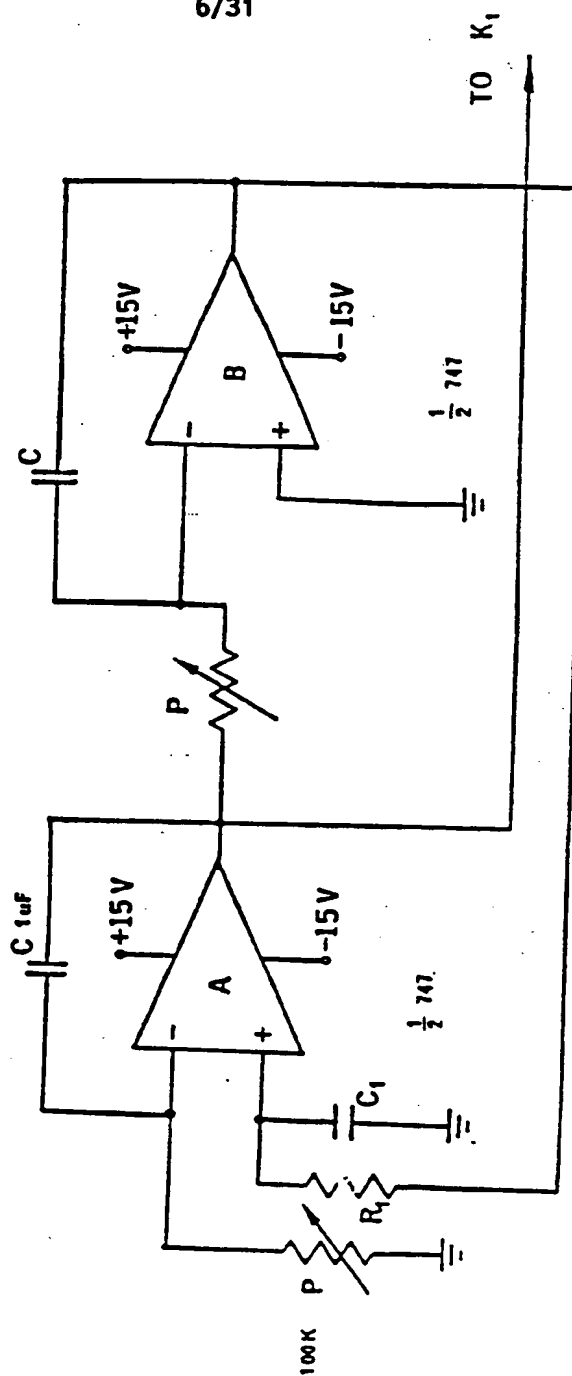 6/31
TO K₁
C
+15V
-
B
+
-15V
½ 747
P
C 1uF
+15V
-
A
+
-15V
½ 747.
C₁
R₁
P
100K